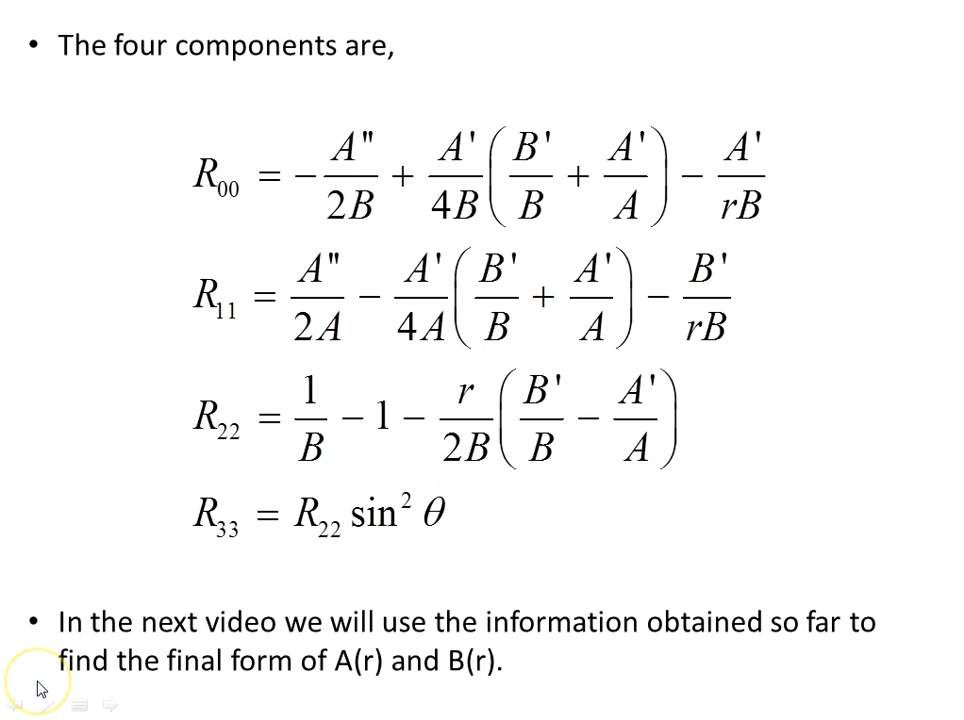 • The four components are,
R₀₀ = − A''/2B + A'/4B ( B'/B + A'/A ) − A'/rB
R₁₁ = A''/2A − A'/4A ( B'/B + A'/A ) − B'/rB
R₂₂ = 1/B − 1 − r/2B ( B'/B − A'/A )
R₃₃ = R₂₂ sin² θ
• In the next video we will use the information obtained so far to
find the final form of A(r) and B(r).